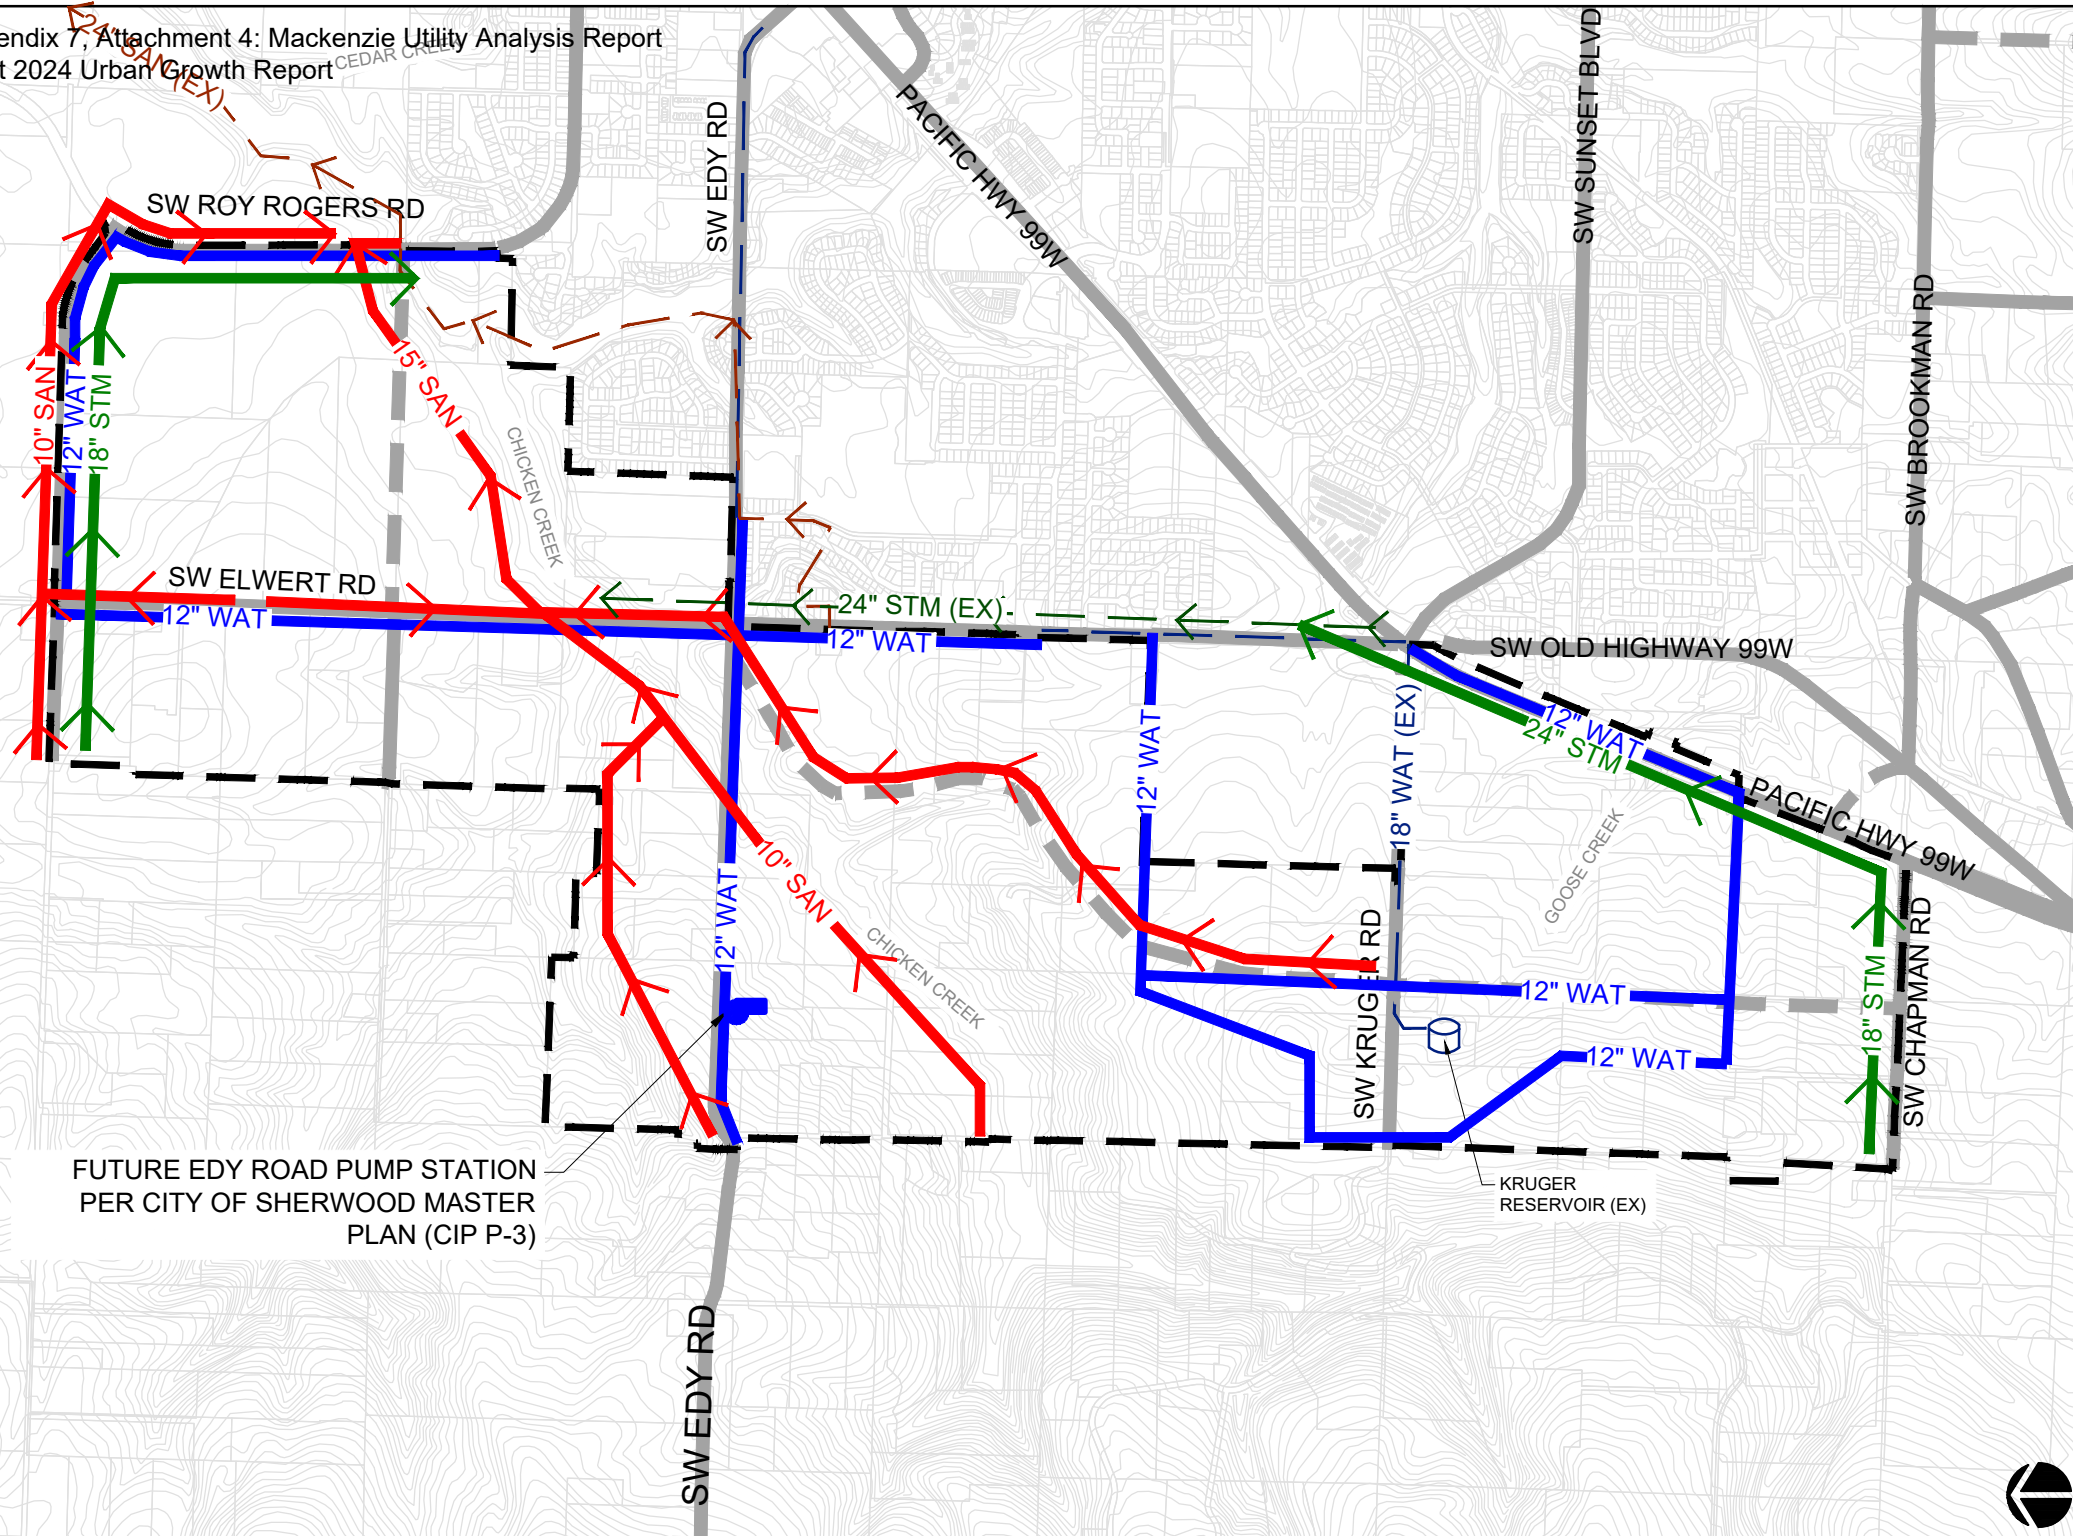 endix 7, Attachment 4: Mackenzie Utility Analysis Report
t 2024 Urban Growth Report
24" SAN (EX)
CEDAR CREEK
SW ROY ROGERS RD
SW EDY RD
PACIFIC HWY 99W
SW SUNSET BLVD
SW BROOKMAN RD
10" SAN
12" WAT
18" STM
15" SAN
CHICKEN CREEK
SW ELWERT RD
12" WAT
24" STM (EX)
12" WAT
SW OLD HIGHWAY 99W
12" WAT
18" WAT (EX)
12" WAT
24" STM
PACIFIC HWY 99W
10" SAN
12" WAT
CHICKEN CREEK
GOOSE CREEK
SW KRUGER RD
12" WAT
12" WAT
18" STM
SW CHAPMAN RD
FUTURE EDY ROAD PUMP STATION
PER CITY OF SHERWOOD MASTER
PLAN (CIP P-3)
KRUGER
RESERVOIR (EX)
SW EDY RD